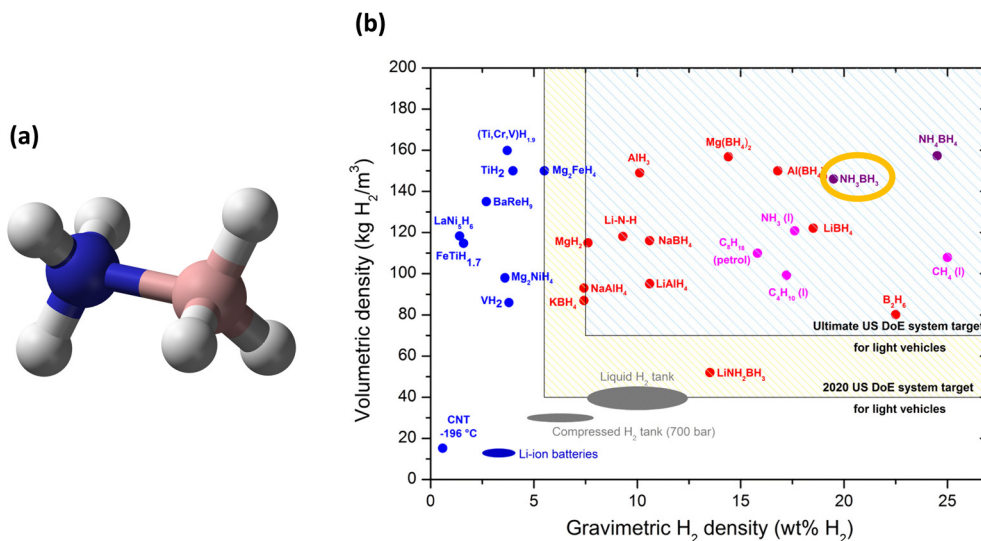 (b)
(a)
200
180
160
140
120
100
80
60
40
20
0
Volumetric density (kg H₂/m³)
(Ti,Cr,V)H₁.₉
TiH₂
Mg₂FeH₄
BaReH₉
LaNi₅H₆
FeTiH₁.₇
Mg₂NiH₄
VH₂
AlH₃
Mg(BH₄)₂
Al(BH₄)
NH₃BH₃
NH₄BH₄
Li-N-H
MgH₂
NaBH₄
NH₃ (l)
LiBH₄
C₈H₁₈
(petrol)
CH₄ (l)
NaAlH₄
KBH₄
LiAlH₄
C₄H₁₀ (l)
B₂H₆
Ultimate US DoE system target
for light vehicles
LiNH₂BH₃
Liquid H₂ tank
2020 US DoE system target
for light vehicles
Compressed H₂ tank (700 bar)
CNT
-196 °C
Li-ion batteries
0 5 10 15 20 25
Gravimetric H₂ density (wt% H₂)